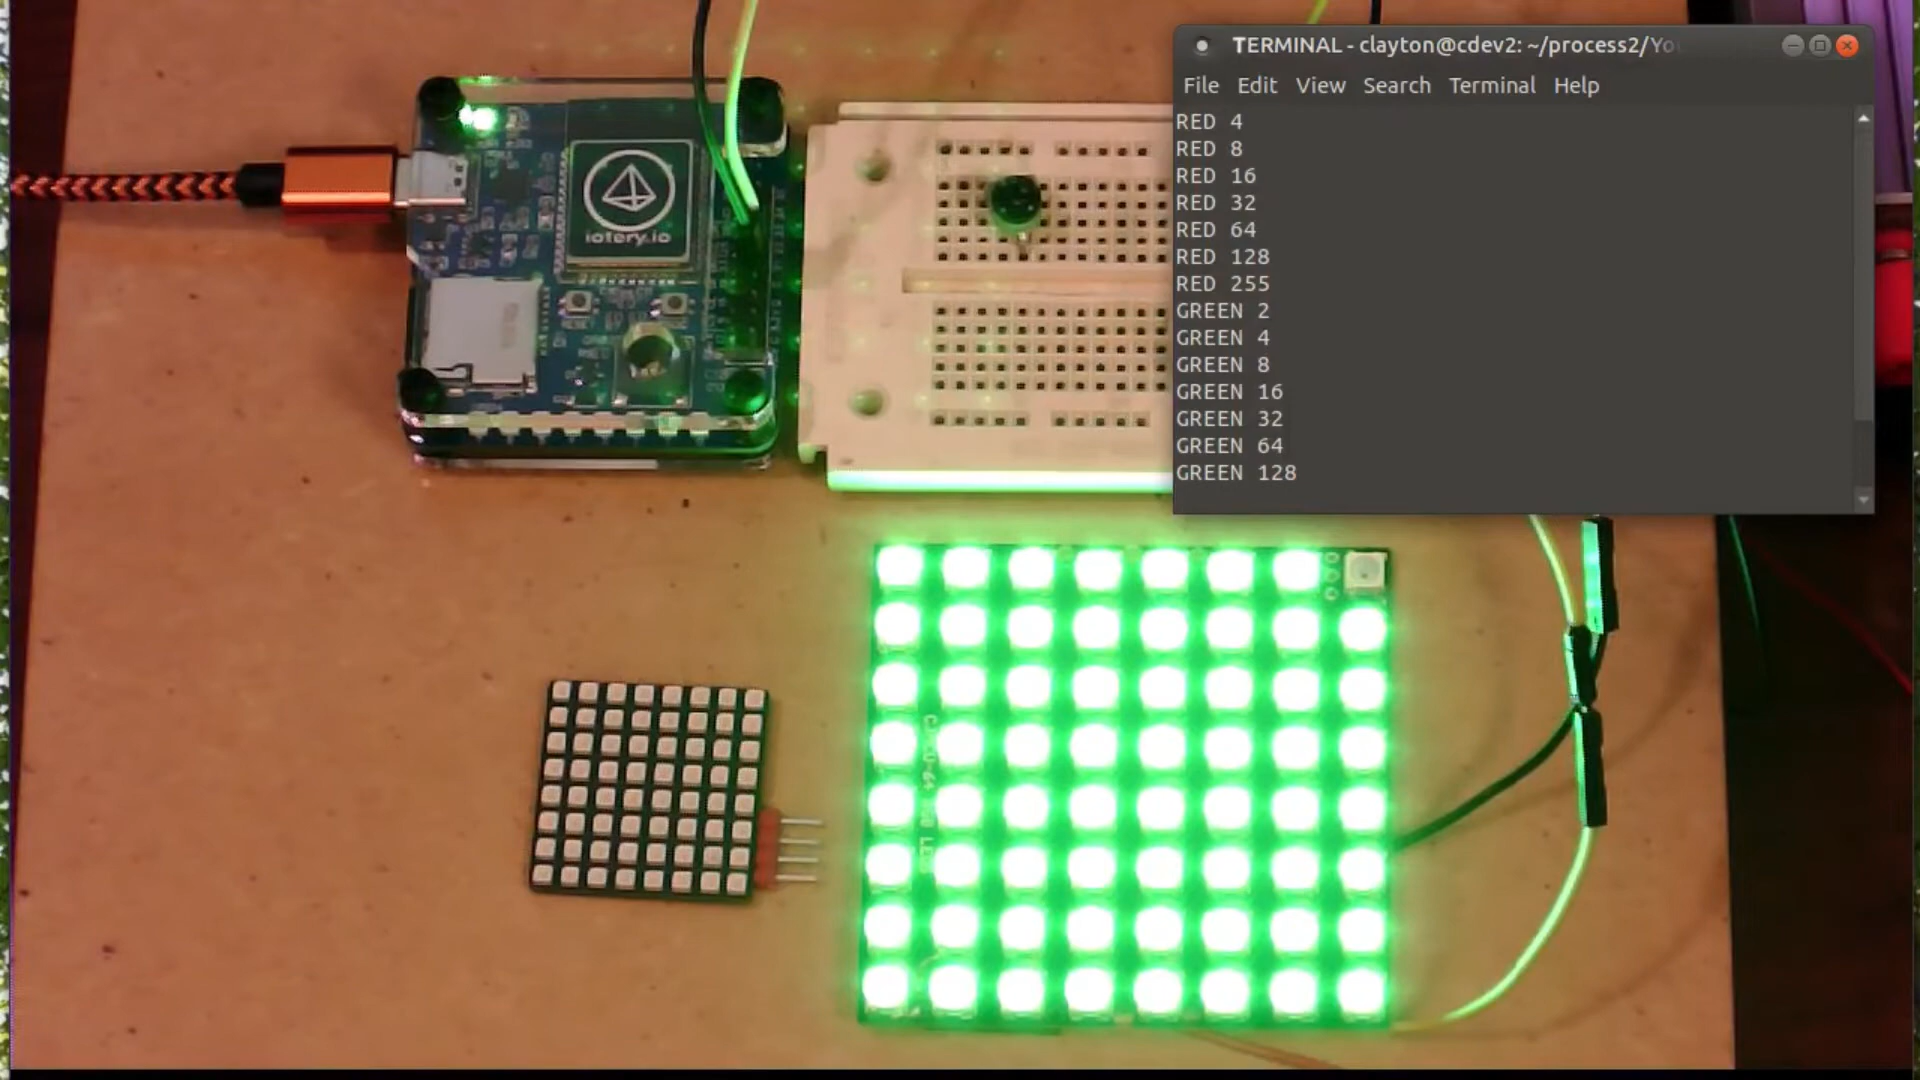 TERMINAL - clayton@cdev2: ~/process2/Yo
File Edit View Search Terminal Help
RED 4
RED 8
RED 16
RED 32
RED 64
RED 128
RED 255
GREEN 2
GREEN 4
GREEN 8
GREEN 16
GREEN 32
GREEN 64
GREEN 128
iotery.io
RESET